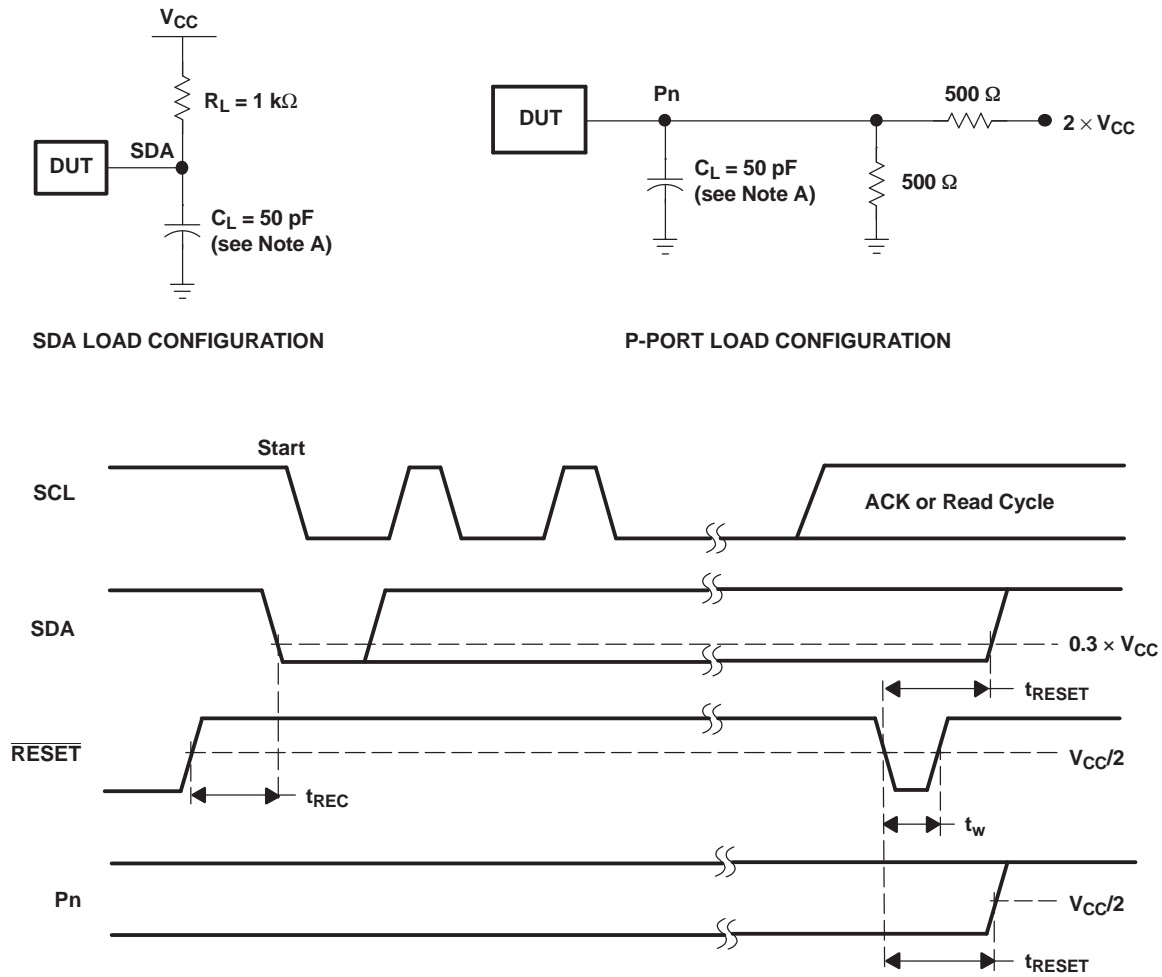 VCC
RL = 1 kΩ
DUT
SDA
CL = 50 pF
(see Note A)
DUT
Pn
500 Ω
2 × VCC
CL = 50 pF
(see Note A)
500 Ω
SDA LOAD CONFIGURATION
P-PORT LOAD CONFIGURATION
Start
SCL
ACK or Read Cycle
SDA
0.3 × VCC
tRESET
RESET
VCC/2
tREC
tw
Pn
VCC/2
tRESET